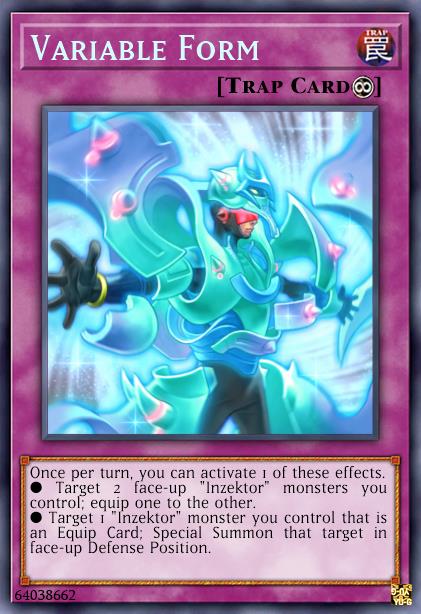 Variable Form
TRAP
罠
[Trap Card]
Once per turn, you can activate 1 of these effects.
● Target 2 face-up "Inzektor" monsters you
control; equip one to the other.
● Target 1 "Inzektor" monster you control that is
an Equip Card; Special Summon that target in
face-up Defense Position.
64038662